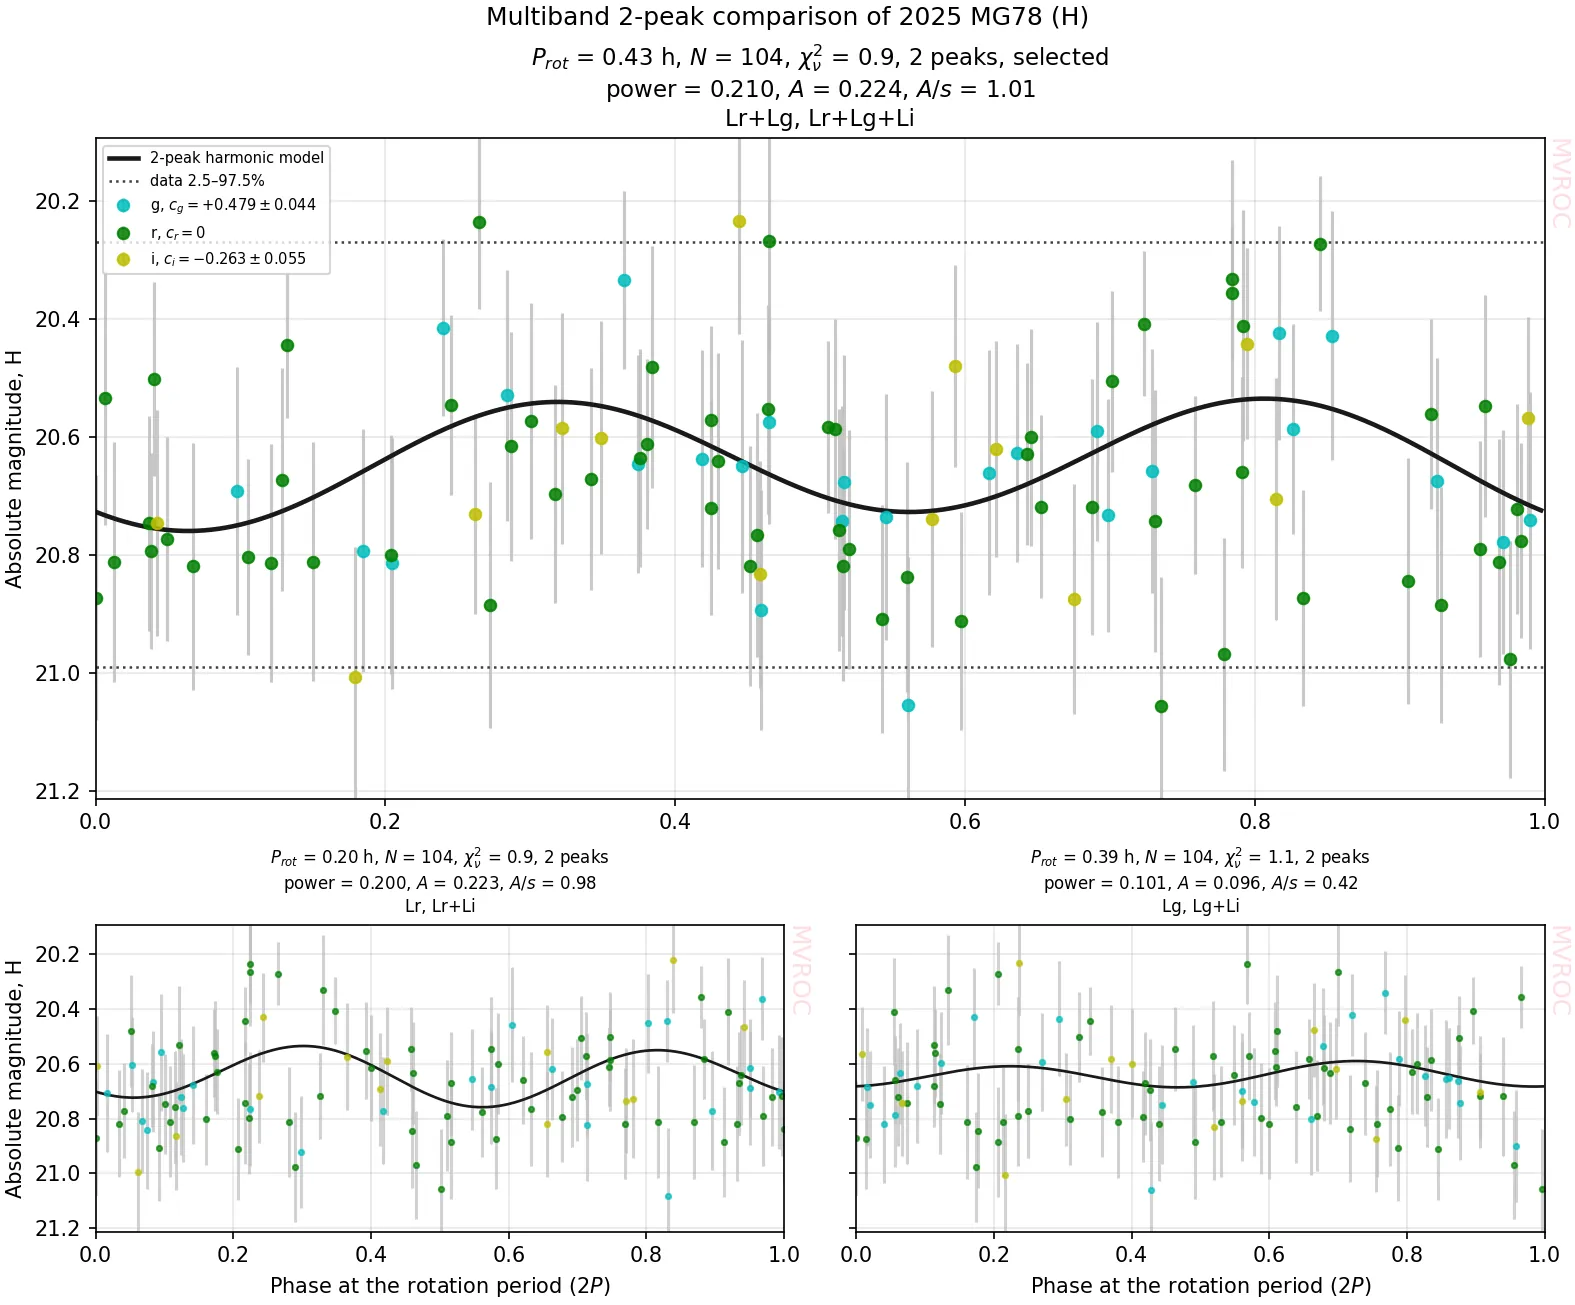 Multiband 2-peak comparison of 2025 MG78 (H)
P_rot = 0.43 h, N = 104, χ²_ν = 0.9, 2 peaks, selected
power = 0.210, A = 0.224, A/s = 1.01
Lr+Lg, Lr+Lg+Li
2-peak harmonic model
data 2.5–97.5%
g, c_g = +0.479 ± 0.044
r, c_r = 0
i, c_i = −0.263 ± 0.055
Absolute magnitude, H
20.2
20.4
20.6
20.8
21.0
21.2
0.0 0.2 0.4 0.6 0.8 1.0
MVROC
P_rot = 0.20 h, N = 104, χ²_ν = 0.9, 2 peaks
power = 0.200, A = 0.223, A/s = 0.98
Lr, Lr+Li
Absolute magnitude, H
20.2
20.4
20.6
20.8
21.0
21.2
0.0 0.2 0.4 0.6 0.8 1.0
Phase at the rotation period (2P)
MVROC
P_rot = 0.39 h, N = 104, χ²_ν = 1.1, 2 peaks
power = 0.101, A = 0.096, A/s = 0.42
Lg, Lg+Li
0.0 0.2 0.4 0.6 0.8 1.0
Phase at the rotation period (2P)
MVROC